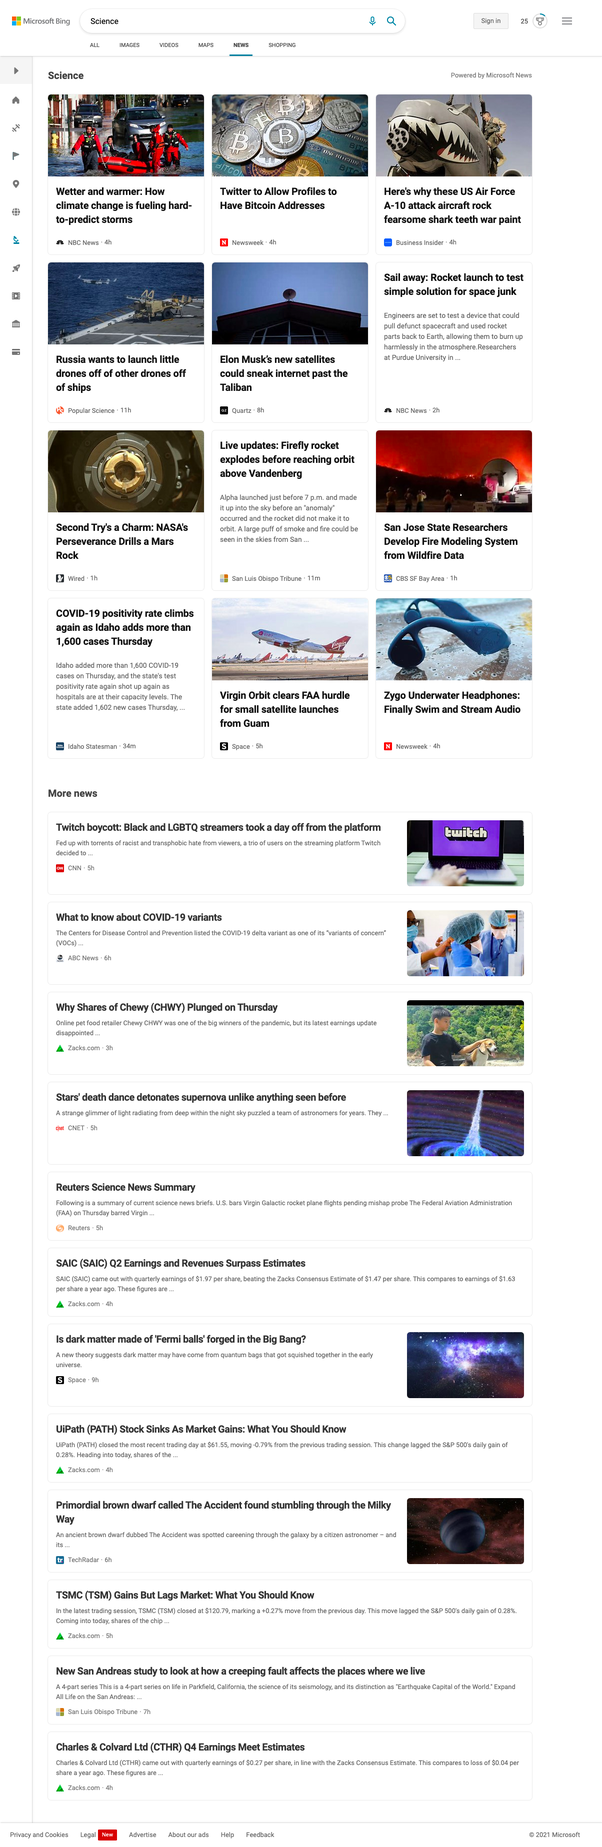 Microsoft Bing
Science
Sign in
25
ALL
IMAGES
VIDEOS
MAPS
NEWS
SHOPPING
Science
Powered by Microsoft News
Wetter and warmer: How
climate change is fueling hard-
to-predict storms
NBC News · 4h
Twitter to Allow Profiles to
Have Bitcoin Addresses
Newsweek · 4h
Here's why these US Air Force
A-10 attack aircraft rock
fearsome shark teeth war paint
Business Insider · 4h
Russia wants to launch little
drones off of other drones off
of ships
Popular Science · 11h
Elon Musk's new satellites
could sneak internet past the
Taliban
Quartz · 8h
Sail away: Rocket launch to test
simple solution for space junk
Engineers are set to test a device that could
pull defunct spacecraft and used rocket
parts back to Earth, allowing them to burn up
harmlessly in the atmosphere.Researchers
at Purdue University in ...
NBC News · 2h
Second Try's a Charm: NASA's
Perseverance Drills a Mars
Rock
Wired · 1h
Live updates: Firefly rocket
explodes before reaching orbit
above Vandenberg
Alpha launched just before 7 p.m. and made
it up into the sky before an "anomaly"
occurred and the rocket did not make it to
orbit. A large puff of smoke and fire could be
seen in the skies from San ...
San Luis Obispo Tribune · 11m
San Jose State Researchers
Develop Fire Modeling System
from Wildfire Data
CBS SF Bay Area · 1h
COVID-19 positivity rate climbs
again as Idaho adds more than
1,600 cases Thursday
Idaho added more than 1,600 COVID-19
cases on Thursday, and the state's test
positivity rate again shot up again as
hospitals are at their capacity levels. The
state added 1,602 new cases Thursday, ...
Idaho Statesman · 34m
Virgin Orbit clears FAA hurdle
for small satellite launches
from Guam
Space · 5h
Zygo Underwater Headphones:
Finally Swim and Stream Audio
Newsweek · 4h
More news
Twitch boycott: Black and LGBTQ streamers took a day off from the platform
Fed up with torrents of racist and transphobic hate from viewers, a trio of users on the streaming platform Twitch
decided to ...
CNN · 5h
twitch
What to know about COVID-19 variants
The Centers for Disease Control and Prevention listed the COVID-19 delta variant as one of its "variants of concern"
(VOCs) ...
ABC News · 6h
Why Shares of Chewy (CHWY) Plunged on Thursday
Online pet food retailer Chewy CHWY was one of the big winners of the pandemic, but its latest earnings update
disappointed ...
Zacks.com · 3h
Stars' death dance detonates supernova unlike anything seen before
A strange glimmer of light radiating from deep within the night sky puzzled a team of astronomers for years. They ...
CNET · 5h
Reuters Science News Summary
Following is a summary of current science news briefs. U.S. bars Virgin Galactic rocket plane flights pending mishap probe The Federal Aviation Administration
(FAA) on Thursday barred Virgin ...
Reuters · 5h
SAIC (SAIC) Q2 Earnings and Revenues Surpass Estimates
SAIC (SAIC) came out with quarterly earnings of $1.97 per share, beating the Zacks Consensus Estimate of $1.47 per share. This compares to earnings of $1.63
per share a year ago. These figures are ...
Zacks.com · 4h
Is dark matter made of 'Fermi balls' forged in the Big Bang?
A new theory suggests dark matter may have come from quantum bags that got squished together in the early
universe.
Space · 9h
UiPath (PATH) Stock Sinks As Market Gains: What You Should Know
UiPath (PATH) closed the most recent trading day at $61.55, moving -0.79% from the previous trading session. This change lagged the S&P 500's daily gain of
0.28%. Heading into today, shares of the ...
Zacks.com · 4h
Primordial brown dwarf called The Accident found stumbling through the Milky
Way
An ancient brown dwarf dubbed The Accident was spotted careening through the galaxy by a citizen astronomer – and
its ...
TechRadar · 6h
TSMC (TSM) Gains But Lags Market: What You Should Know
In the latest trading session, TSMC (TSM) closed at $120.79, marking a +0.27% move from the previous day. This move lagged the S&P 500's daily gain of 0.28%.
Coming into today, shares of the chip ...
Zacks.com · 5h
New San Andreas study to look at how a creeping fault affects the places where we live
A 4-part series This is a 4-part series on life in Parkfield, California, the science of its seismology, and its distinction as "Earthquake Capital of the World." Expand
All Life on the San Andreas: ...
San Luis Obispo Tribune · 7h
Charles & Colvard Ltd (CTHR) Q4 Earnings Meet Estimates
Charles & Colvard Ltd (CTHR) came out with quarterly earnings of $0.27 per share, in line with the Zacks Consensus Estimate. This compares to loss of $0.04 per
share a year ago. These figures are ...
Zacks.com · 4h
Privacy and Cookies
Legal
New
Advertise
About our ads
Help
Feedback
© 2021 Microsoft